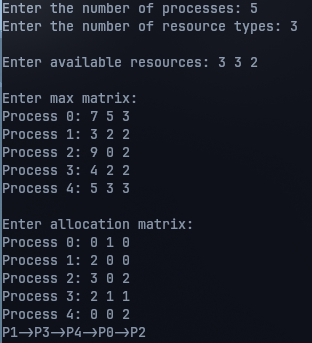 Enter the number of processes: 5
Enter the number of resource types: 3
Enter available resources: 3 3 2
Enter max matrix:
Process 0: 7 5 3
Process 1: 3 2 2
Process 2: 9 0 2
Process 3: 4 2 2
Process 4: 5 3 3
Enter allocation matrix:
Process 0: 0 1 0
Process 1: 2 0 0
Process 2: 3 0 2
Process 3: 2 1 1
Process 4: 0 0 2
P1->P3->P4->P0->P2